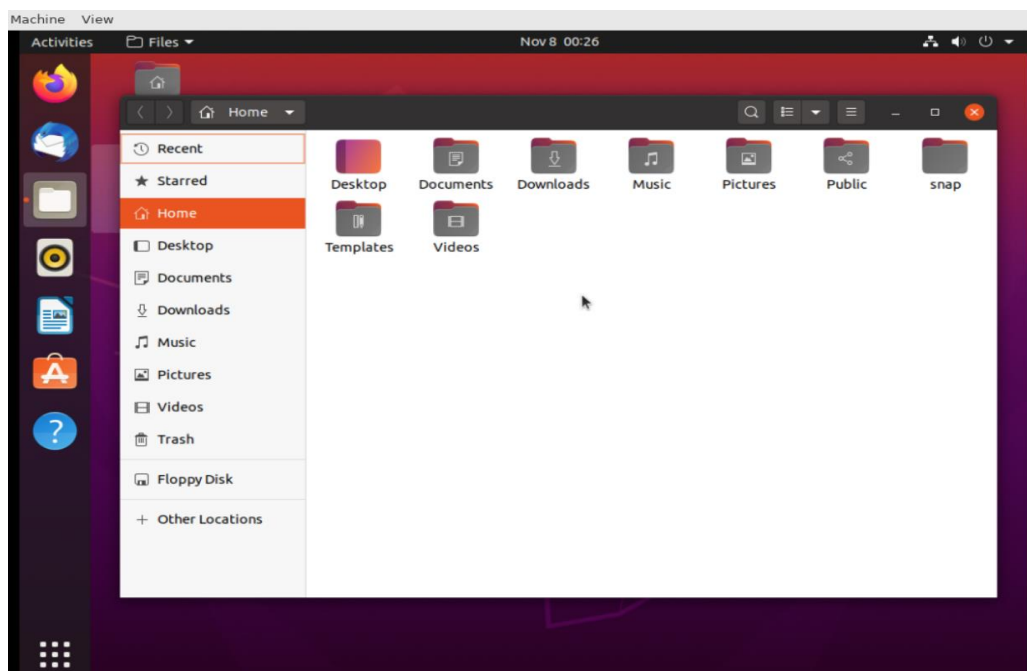 Machine View
Activities Files Nov 8 00:26
Home
Recent
Starred
Home
Desktop
Documents
Downloads
Music
Pictures
Videos
Trash
Floppy Disk
Other Locations
Desktop Documents Downloads Music Pictures Public snap
Templates Videos